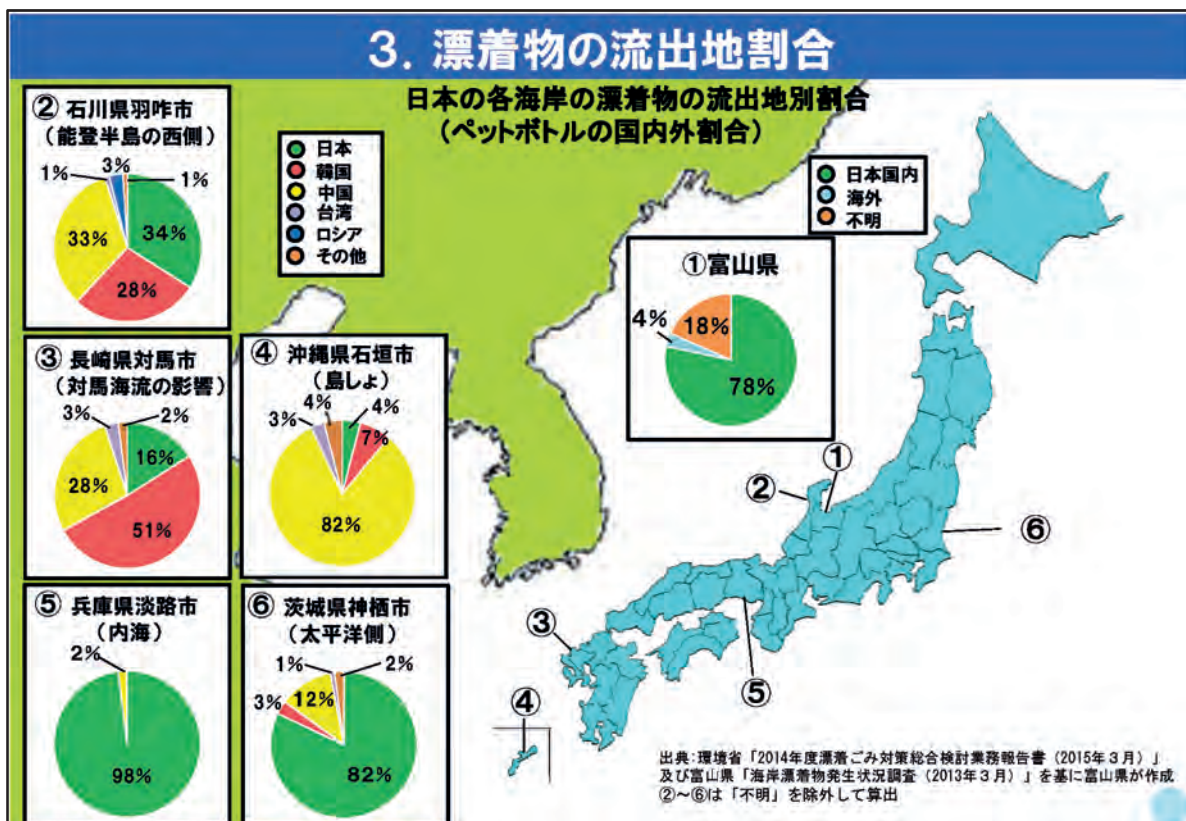 3．漂着物の流出地割合
日本の各海岸の漂着物の流出地別割合
（ペットボトルの国内外割合）
② 石川県羽咋市
（能登半島の西側）
1%
3%
1%
33%
34%
28%
日本
韓国
中国
台湾
ロシア
その他
日本国内
海外
不明
①富山県
4%
18%
78%
③ 長崎県対馬市
（対馬海流の影響）
3%
2%
16%
28%
51%
④ 沖縄県石垣市
（島しょ）
3%
4%
4%
7%
82%
⑤ 兵庫県淡路市
（内海）
2%
98%
⑥ 茨城県神栖市
（太平洋側）
1%
2%
3%
12%
82%
①
②
⑥
③
⑤
④
出典：環境省「2014年度漂着ごみ対策総合検討業務報告書（2015年３月）」
及び富山県「海岸漂着物発生状況調査（2013年３月）」を基に富山県が作成
②～⑥は「不明」を除外して算出